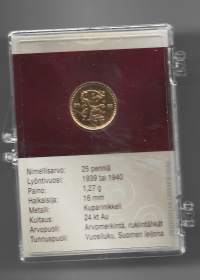 Nimellisarvo: 25 penniä
Lyöntivuosi: 1939 tai 1940
Paino: 1,27 g
Halkaisija: 16 mm
Metalli: Kuparinikkeli
Kultaus: 24 kt Au
Arvopuoli: Arvomerkintä, rukiintähkät
Tunnuspuoli: Vuosiluku, Suomen leijona